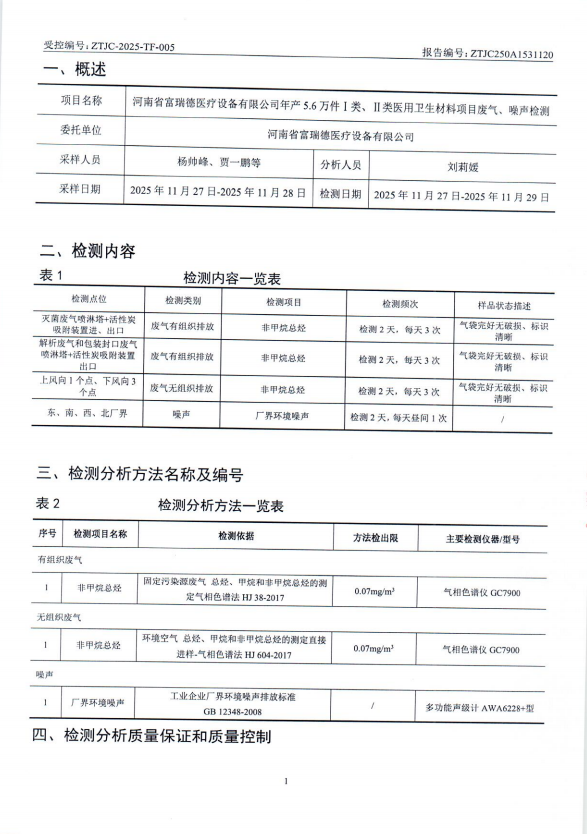 受控编号：ZTJC-2025-TF-005
报告编号：ZTJC250A1531120
一、概述
项目名称 河南省富瑞德医疗设备有限公司年产 5.6 万件Ⅰ类、Ⅱ类医用卫生材料项目废气、噪声检测
委托单位 河南省富瑞德医疗设备有限公司
采样人员 杨帅峰、贾一鹏等 分析人员 刘莉媛
采样日期 2025 年 11 月 27 日-2025 年 11 月 28 日 检测日期 2025 年 11 月 27 日-2025 年 11 月 29 日
二、检测内容
表 1 检测内容一览表
检测点位 检测类别 检测项目 检测频次 样品状态描述
灭菌废气喷淋塔+活性炭
吸附装置进、出口 废气有组织排放 非甲烷总烃 检测 2 天，每天 3 次 气袋完好无破损、标识
清晰
解析废气和包装封口废气
喷淋塔+活性炭吸附装置
出口 废气有组织排放 非甲烷总烃 检测 2 天，每天 3 次 气袋完好无破损、标识
清晰
上风向 1 个点、下风向 3
个点 废气无组织排放 非甲烷总烃 检测 2 天，每天 3 次 气袋完好无破损、标识
清晰
东、南、西、北厂界 噪声 厂界环境噪声 检测 2 天，每天昼间 1 次 /
三、检测分析方法名称及编号
表 2 检测分析方法一览表
序号 检测项目名称 检测依据 方法检出限 主要检测仪器/型号
有组织废气
1 非甲烷总烃 固定污染源废气 总烃、甲烷和非甲烷总烃的测
定气相色谱法 HJ 38-2017 0.07mg/m³ 气相色谱仪 GC7900
无组织废气
1 非甲烷总烃 环境空气 总烃、甲烷和非甲烷总烃的测定直接
进样-气相色谱法 HJ 604-2017 0.07mg/m³ 气相色谱仪 GC7900
噪声
1 厂界环境噪声 工业企业厂界环境噪声排放标准
GB 12348-2008 / 多功能声级计 AWA6228+型
四、检测分析质量保证和质量控制
1